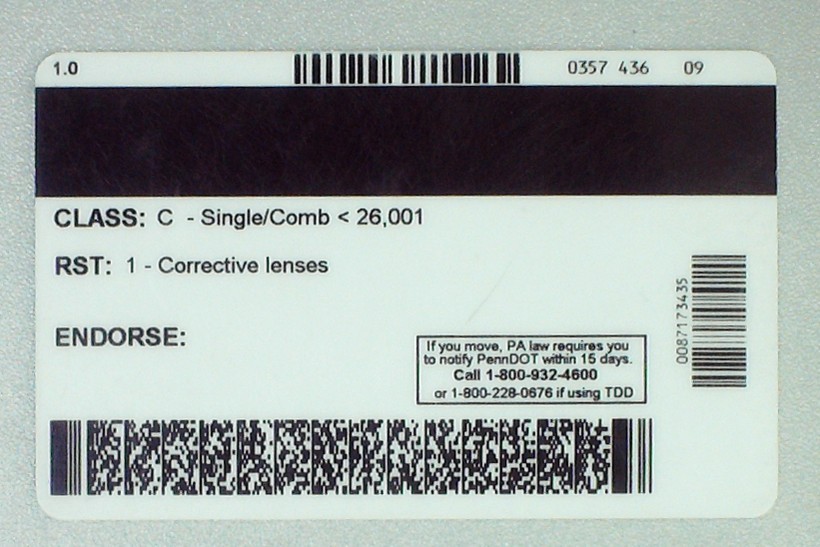 1.0 0357 436 09
CLASS: C - Single/Comb < 26,001
RST: 1 - Corrective lenses
ENDORSE:
If you move, PA law requires you
to notify PennDOT within 15 days.
Call 1-800-932-4600
or 1-800-228-0676 if using TDD
0087173435